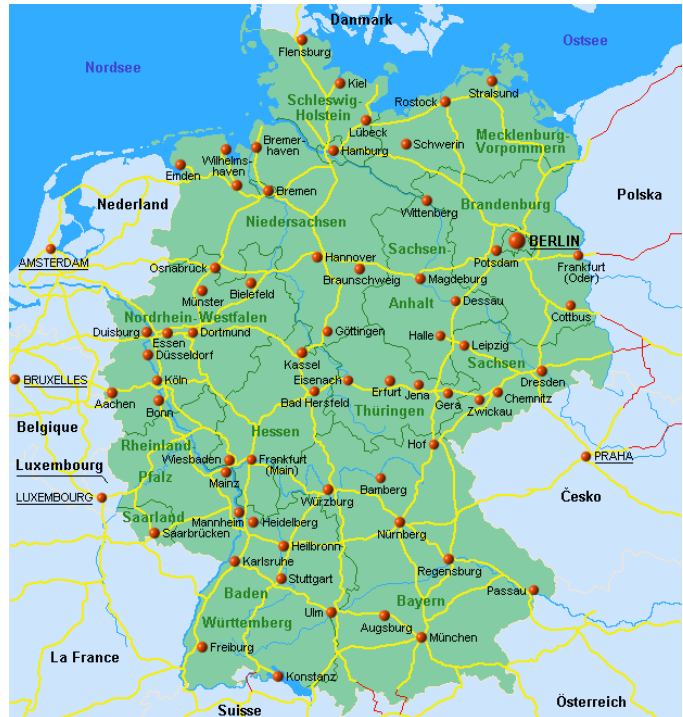 Danmark
Nordsee
Ostsee
Flensburg
Kiel
Stralsund
Schleswig-
Holstein
Rostock
Lübeck
Mecklenburg-
Vorpommern
Schwerin
Hamburg
Bremer-
haven
Wilhelms-
haven
Emden
Bremen
Nederland
Niedersachsen
Wittenberg
Brandenburg
Polska
BERLIN
Sachsen-
Potsdam
AMSTERDAM
Hannover
Osnabrück
Braunschweig
Magdeburg
Frankfurt
(Oder)
Bielefeld
Münster
Anhalt
Dessau
Cottbus
Nordrhein-Westfalen
Duisburg
Essen
Dortmund
Göttingen
Halle
Leipzig
Düsseldorf
Kassel
Sachsen
BRUXELLES
Köln
Eisenach
Erfurt
Jena
Dresden
Aachen
Bonn
Bad Hersfeld
Thüringen
Gera
Chemnitz
Zwickau
Belgique
Hessen
Hof
Rheinland-
Pfalz
Wiesbaden
Frankfurt
(Main)
PRAHA
Luxembourg
Mainz
Bamberg
LUXEMBOURG
Würzburg
Česko
Saarland
Mannheim
Heidelberg
Saarbrücken
Nürnberg
Heilbronn
Karlsruhe
Regensburg
Stuttgart
Baden
Passau
Bayern
Ulm
Württemberg
Augsburg
München
Freiburg
La France
Konstanz
Suisse
Österreich